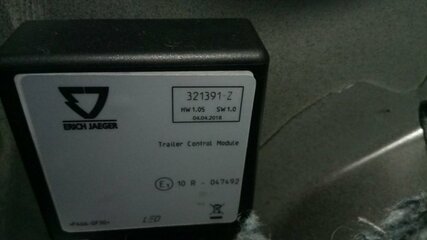 321391-Z
HW 1.05 SW 1.0
04.04.2018
ERICH JAEGER
Trailer Control Module
10 R - 047492
LED